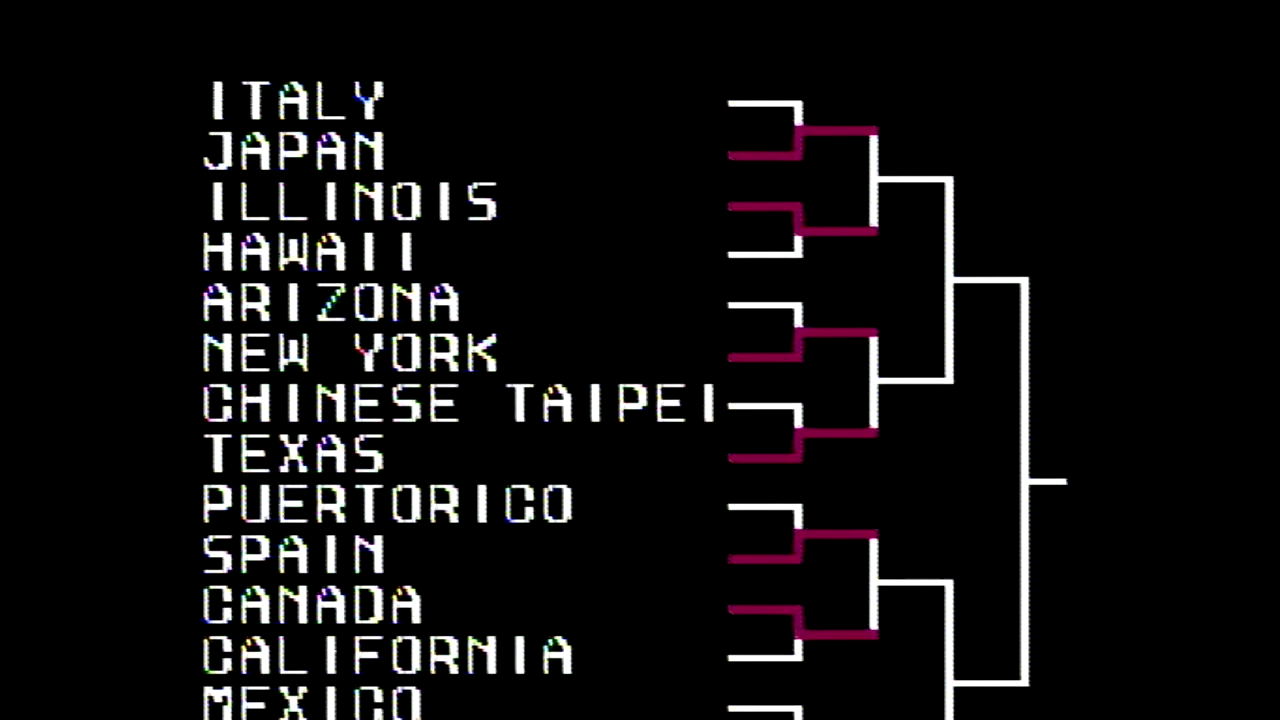 ITALY
JAPAN
ILLINOIS
HAWAII
ARIZONA
NEW YORK
CHINESE TAIPEI
TEXAS
PUERTORICO
SPAIN
CANADA
CALIFORNIA
MEXICO